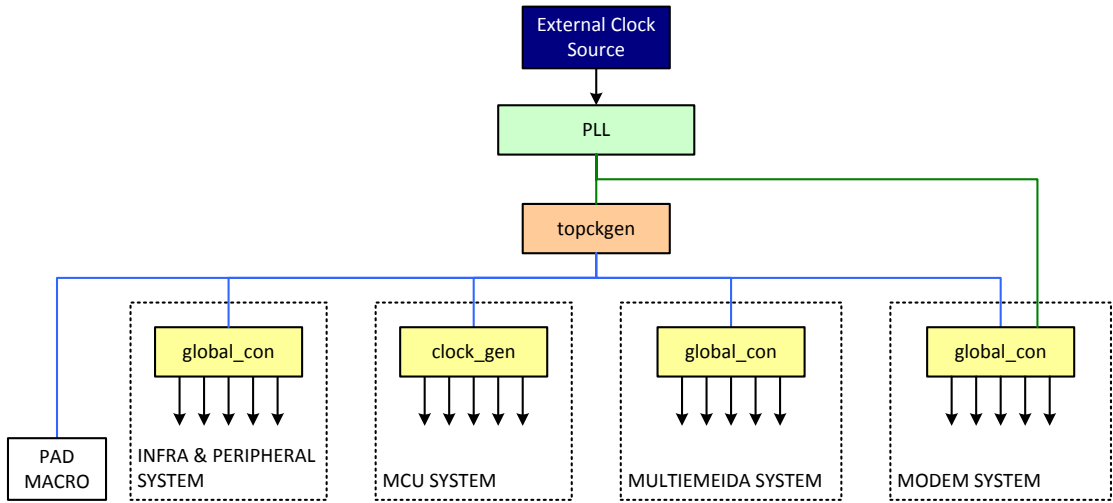 External Clock
Source
PLL
topckgen
global_con
clock_gen
global_con
global_con
PAD
MACRO
INFRA & PERIPHERAL
SYSTEM
MCU SYSTEM
MULTIEMEIDA SYSTEM
MODEM SYSTEM